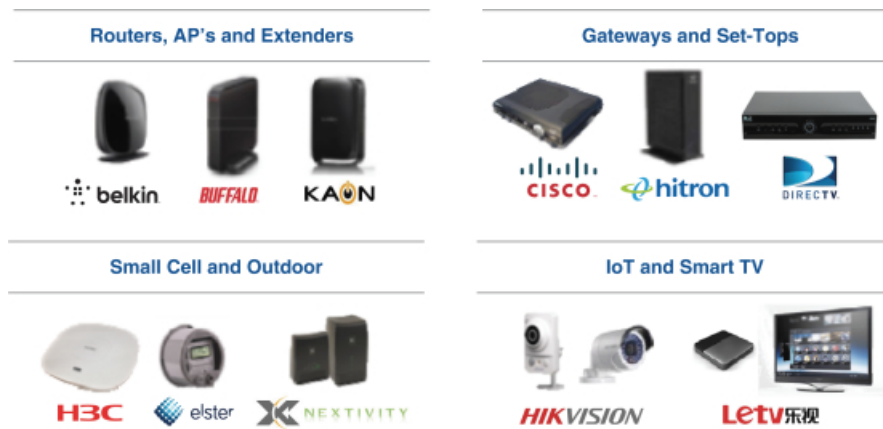 Routers, AP's and Extenders
belkin
BUFFALO
KAON
Gateways and Set-Tops
CISCO
hitron
DIRECTV
Small Cell and Outdoor
H3C
elster
NEXTIVITY
IoT and Smart TV
HIKVISION
Letv乐视